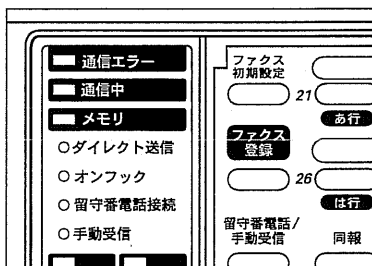 通信エラー
通信中
メモリ
ダイレクト送信
オンフック
留守番電話接続
手動受信
ファクス
初期設定
21
あ行
ファクス
登録
26
は行
留守番電話/
手動受信
同報